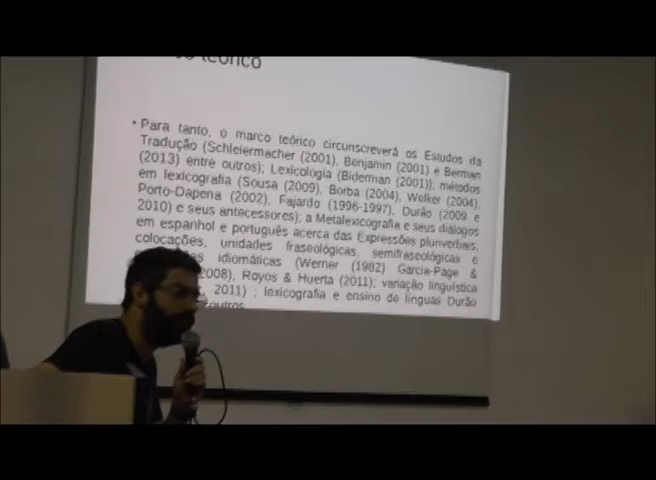 teórico
• Para tanto, o marco teórico circunscreverá os Estudos da
Tradução (Schleiermacher (2001), Benjamin (2001) e Berman
(2013) entre outros); Lexicologia (Biderman (2001)), métodos
em lexicografia (Sousa (2009), Borba (2004), Welker (2004),
Porto-Dapena (2002), Fajardo (1996-1997), Durão (2009 e
2010) e seus antecessores); a Metalexicografia e seus diálogos
em espanhol e português acerca das Expressões pluriverbais,
colocações, unidades fraseológicas, semifraseológicas e
idiomáticas (Werner (1982) Garcia-Page &
2008), Royos & Huerta (2011); variação linguística
2011) ; lexicografia e ensino de línguas Durão
outros